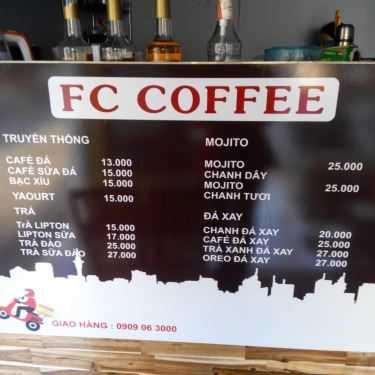 FC COFFEE
TRUYỀN THỐNG
CAFÉ ĐÁ 13.000
CAFÉ SỮA ĐÁ 15.000
BẠC XÍU 15.000
YAOURT 15.000
TRÀ
TrÀ LIPTON 15.000
LIPTON SỮA 17.000
TRÀ ĐÀO 25.000
TRÀ SỮA ĐÀO 27.000
MOJITO
MOJITO 25.000
CHANH DÂY
MOJITO 25.000
CHANH TƯƠI
ĐÁ XAY
CHANH ĐÁ XAY 20.000
CAFÉ ĐÁ XAY 25.000
TRÀ XANH ĐÁ XAY 27.000
OREO ĐÁ XAY 27.000
GIAO HÀNG : 0909 06 3000